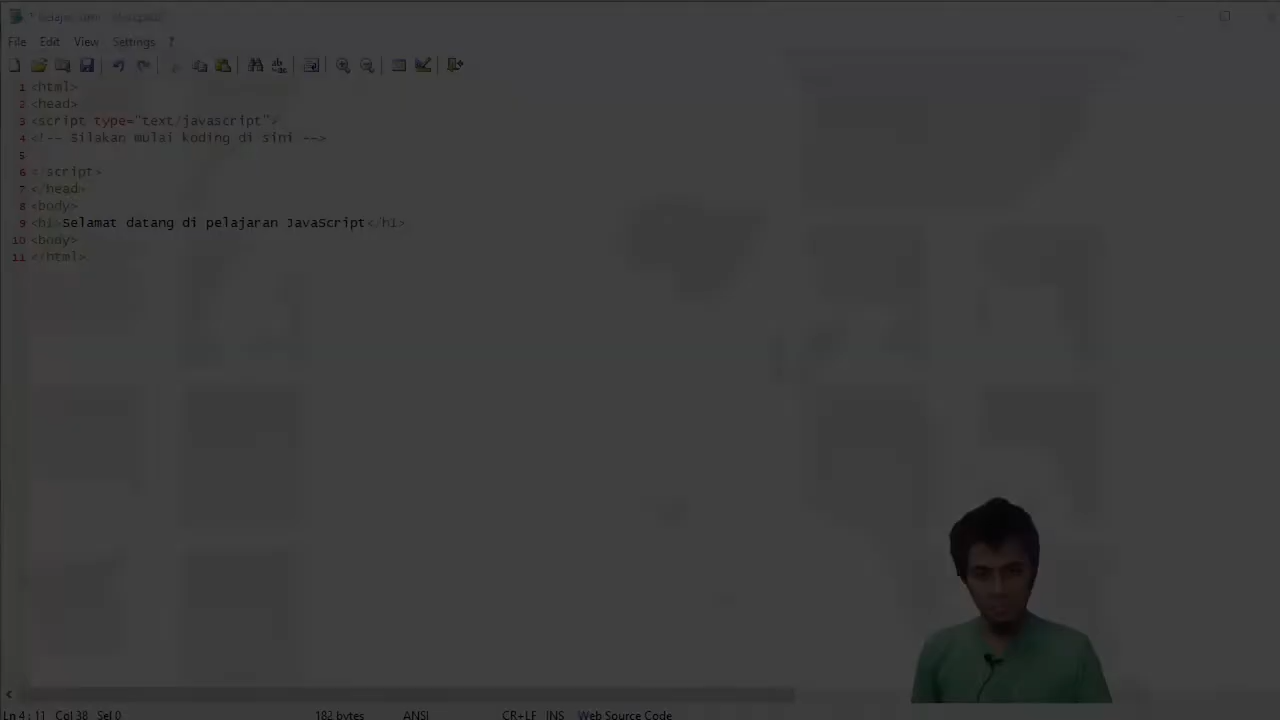 File Edit View Settings ?
1 <html>
2 <head>
3 <script type="text/javascript">
4 <!-- Silakan mulai koding di sini -->
5
6 </script>
7 </head>
8 <body>
9 <h1>Selamat datang di pelajaran JavaScript</h1>
10 <body>
11 </html>
Ln 4 : 11 Col 38 Sel 0 182 bytes ANSI CR+LF INS Web Source Code